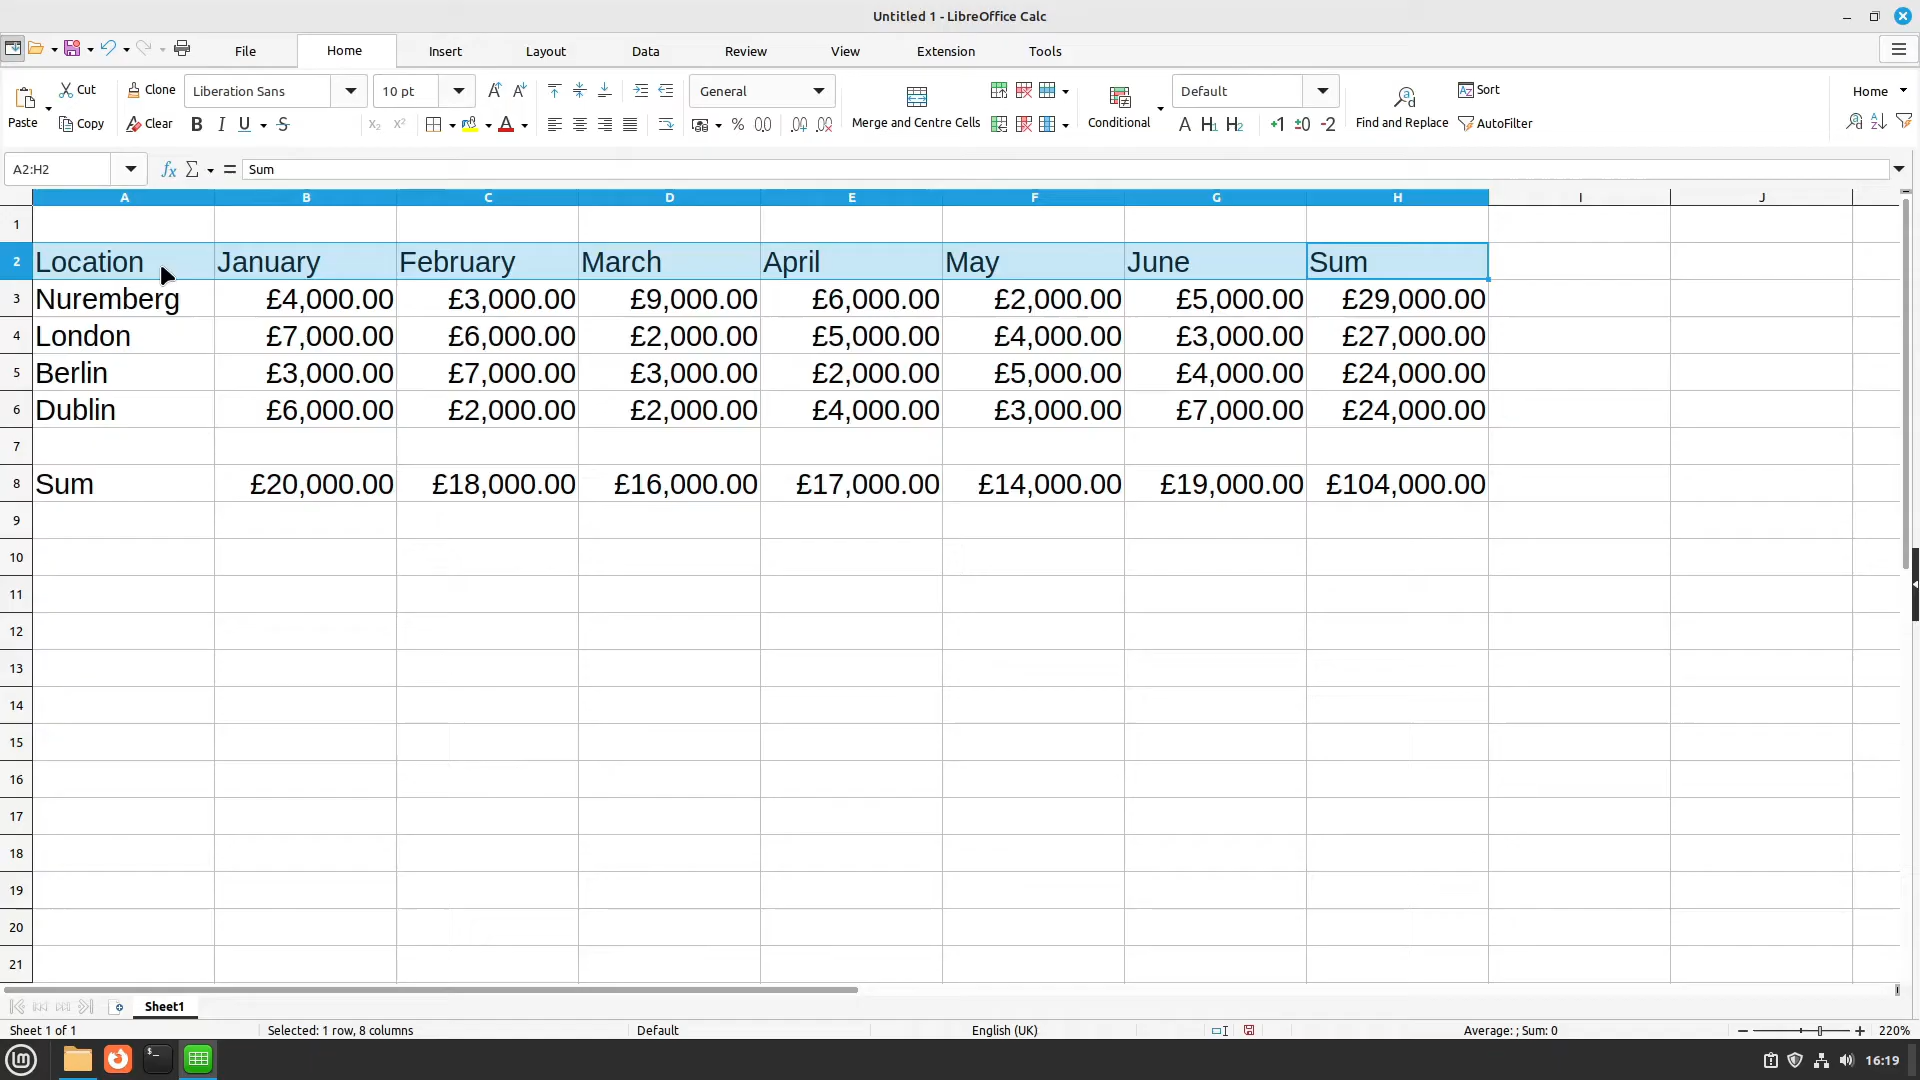 Untitled 1 - LibreOffice Calc
File Home Insert Layout Data Review View Extension Tools
Paste Cut Copy Clone Clear Liberation Sans 10 pt General Merge and Centre Cells Conditional Default Find and Replace Sort AutoFilter Home
A2:H2 Sum
A B C D E F G H I J
1
2 Location January February March April May June Sum
3 Nuremberg £4,000.00 £3,000.00 £9,000.00 £6,000.00 £2,000.00 £5,000.00 £29,000.00
4 London £7,000.00 £6,000.00 £2,000.00 £5,000.00 £4,000.00 £3,000.00 £27,000.00
5 Berlin £3,000.00 £7,000.00 £3,000.00 £2,000.00 £5,000.00 £4,000.00 £24,000.00
6 Dublin £6,000.00 £2,000.00 £2,000.00 £4,000.00 £3,000.00 £7,000.00 £24,000.00
7
8 Sum £20,000.00 £18,000.00 £16,000.00 £17,000.00 £14,000.00 £19,000.00 £104,000.00
9
10
11
12
13
14
15
16
17
18
19
20
21
Sheet1
Sheet 1 of 1 Selected: 1 row, 8 columns Default English (UK) Average: ; Sum: 0 220%
16:19